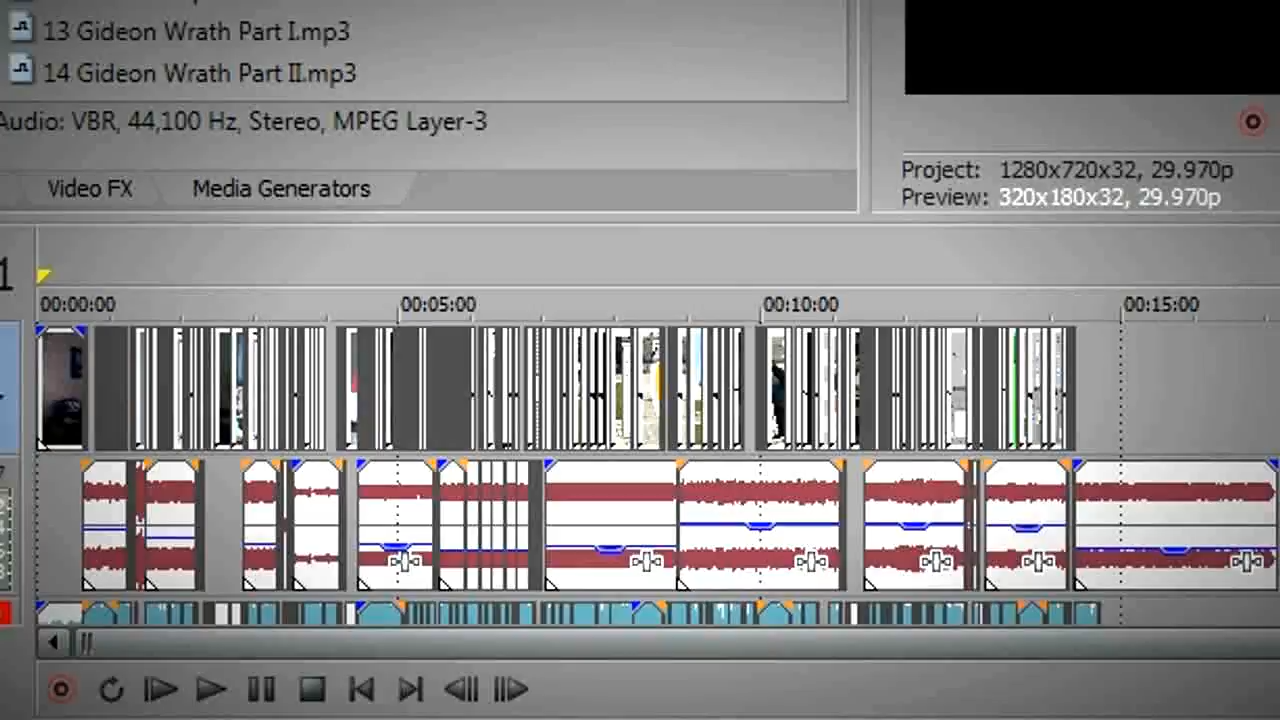 13 Gideon Wrath Part I.mp3
14 Gideon Wrath Part II.mp3
Audio: VBR, 44,100 Hz, Stereo, MPEG Layer-3
Video FX Media Generators
Project: 1280x720x32, 29.970p
Preview: 320x180x32, 29.970p
1
00:00:00 00:05:00 00:10:00 00:15:00